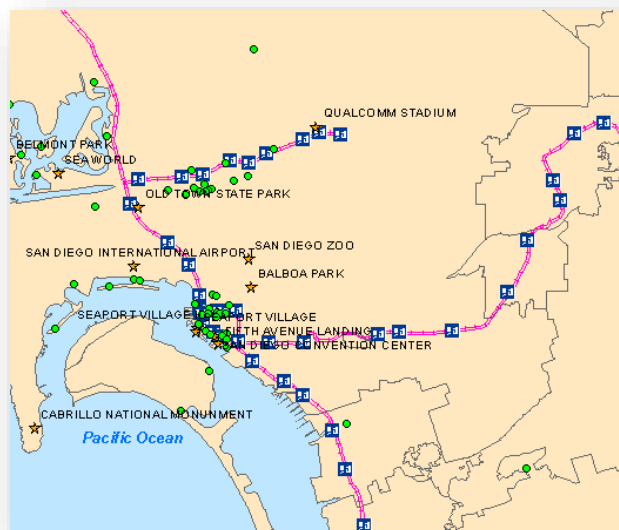 QUALCOMM STADIUM
BELMONT PARK
SEAWORLD
OLD TOWN STATE PARK
SAN DIEGO ZOO
SAN DIEGO INTERNATIONAL AIRPORT
BALBOA PARK
SEAPORT VILLAGE
SEAPORT VILLAGE
FIFTH AVENUE LANDING
SAN DIEGO CONVENTION CENTER
CABRILLO NATIONAL MONUNMENT
Pacific Ocean